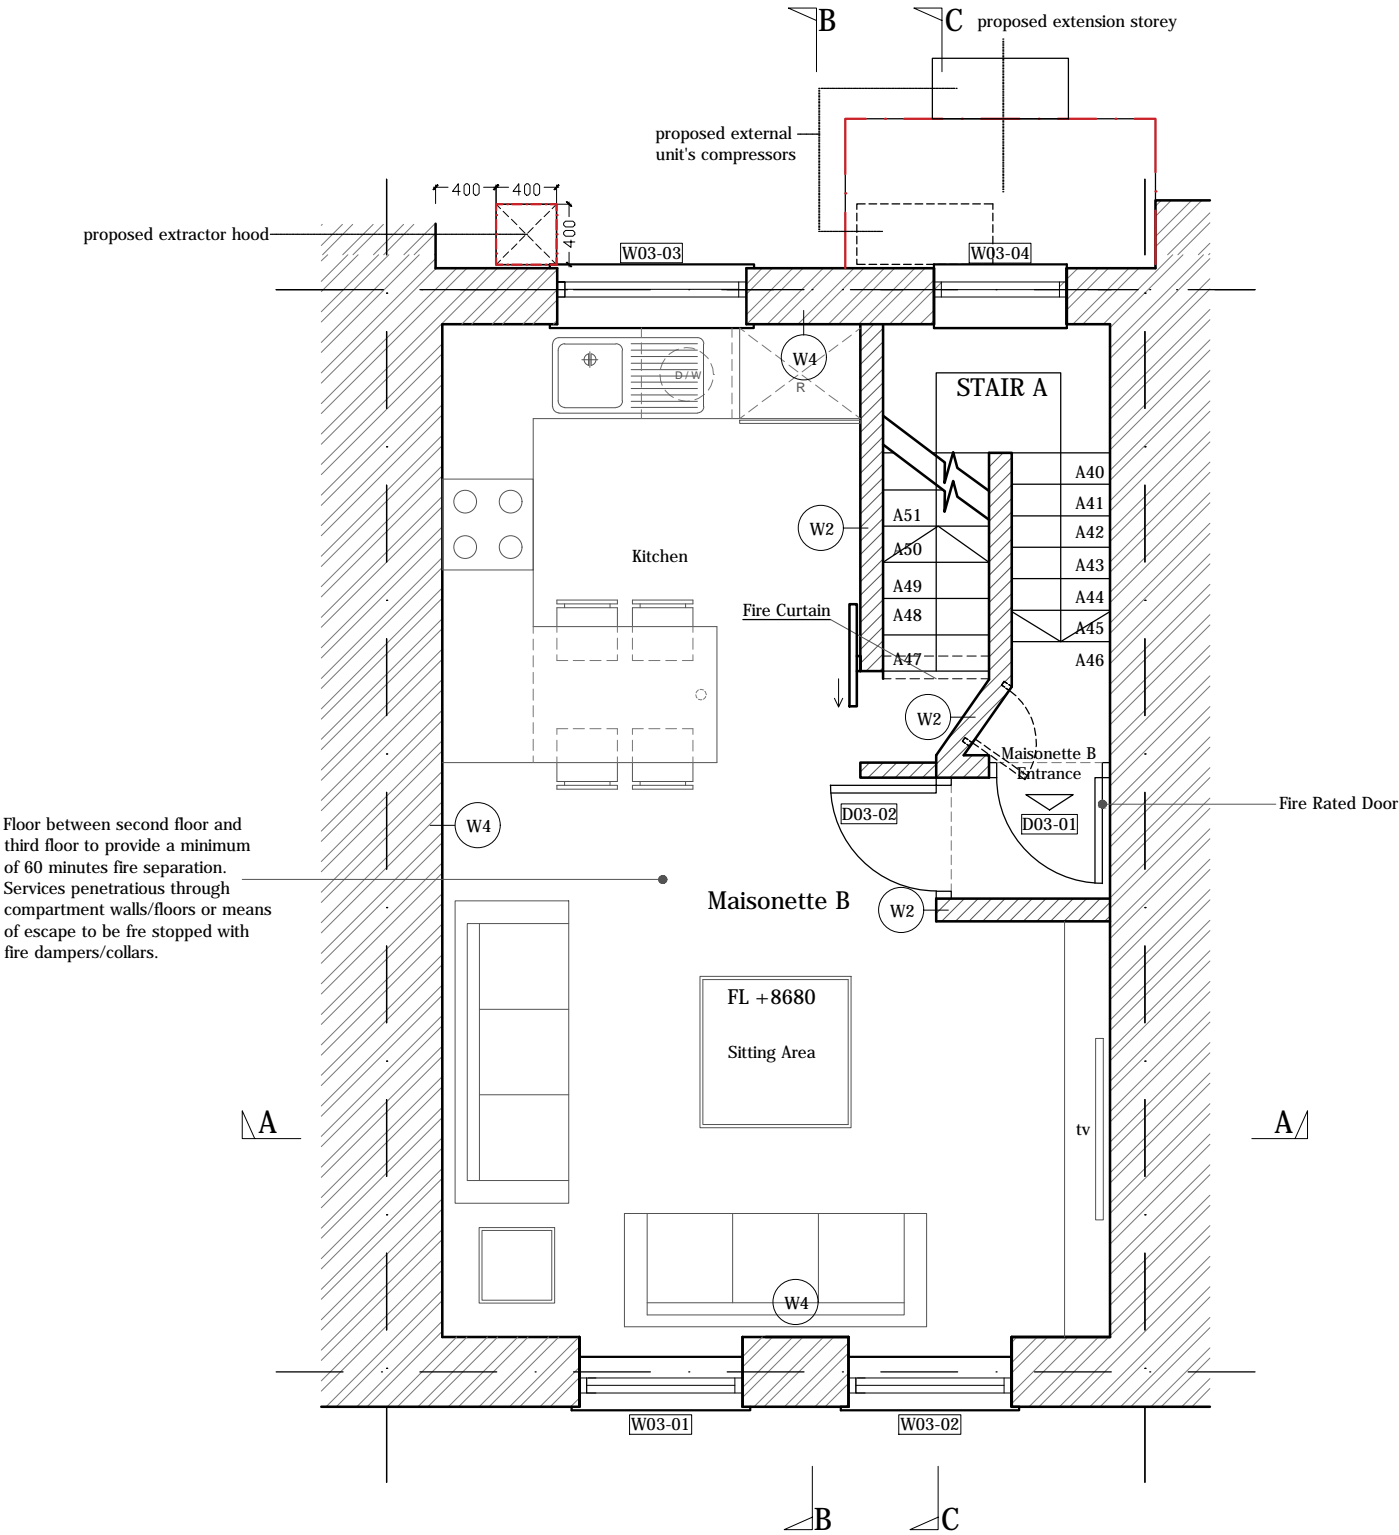 B
C
proposed extension storey
proposed external
unit's compressors
400
400
400
proposed extractor hood
W03-03
W03-04
W4
D/W
R
STAIR A
A40
A41
A42
A43
A44
A45
A46
A51
A50
A49
A48
A47
W2
Kitchen
Fire Curtain
W2
Maisonette B
Entrance
D03-02
D03-01
Fire Rated Door
Floor between second floor and
third floor to provide a minimum
of 60 minutes fire separation.
Services penetratious through
compartment walls/floors or means
of escape to be fre stopped with
fire dampers/collars.
W4
Maisonette B
W2
FL +8680
Sitting Area
A
tv
A
W4
W03-01
W03-02
B
C